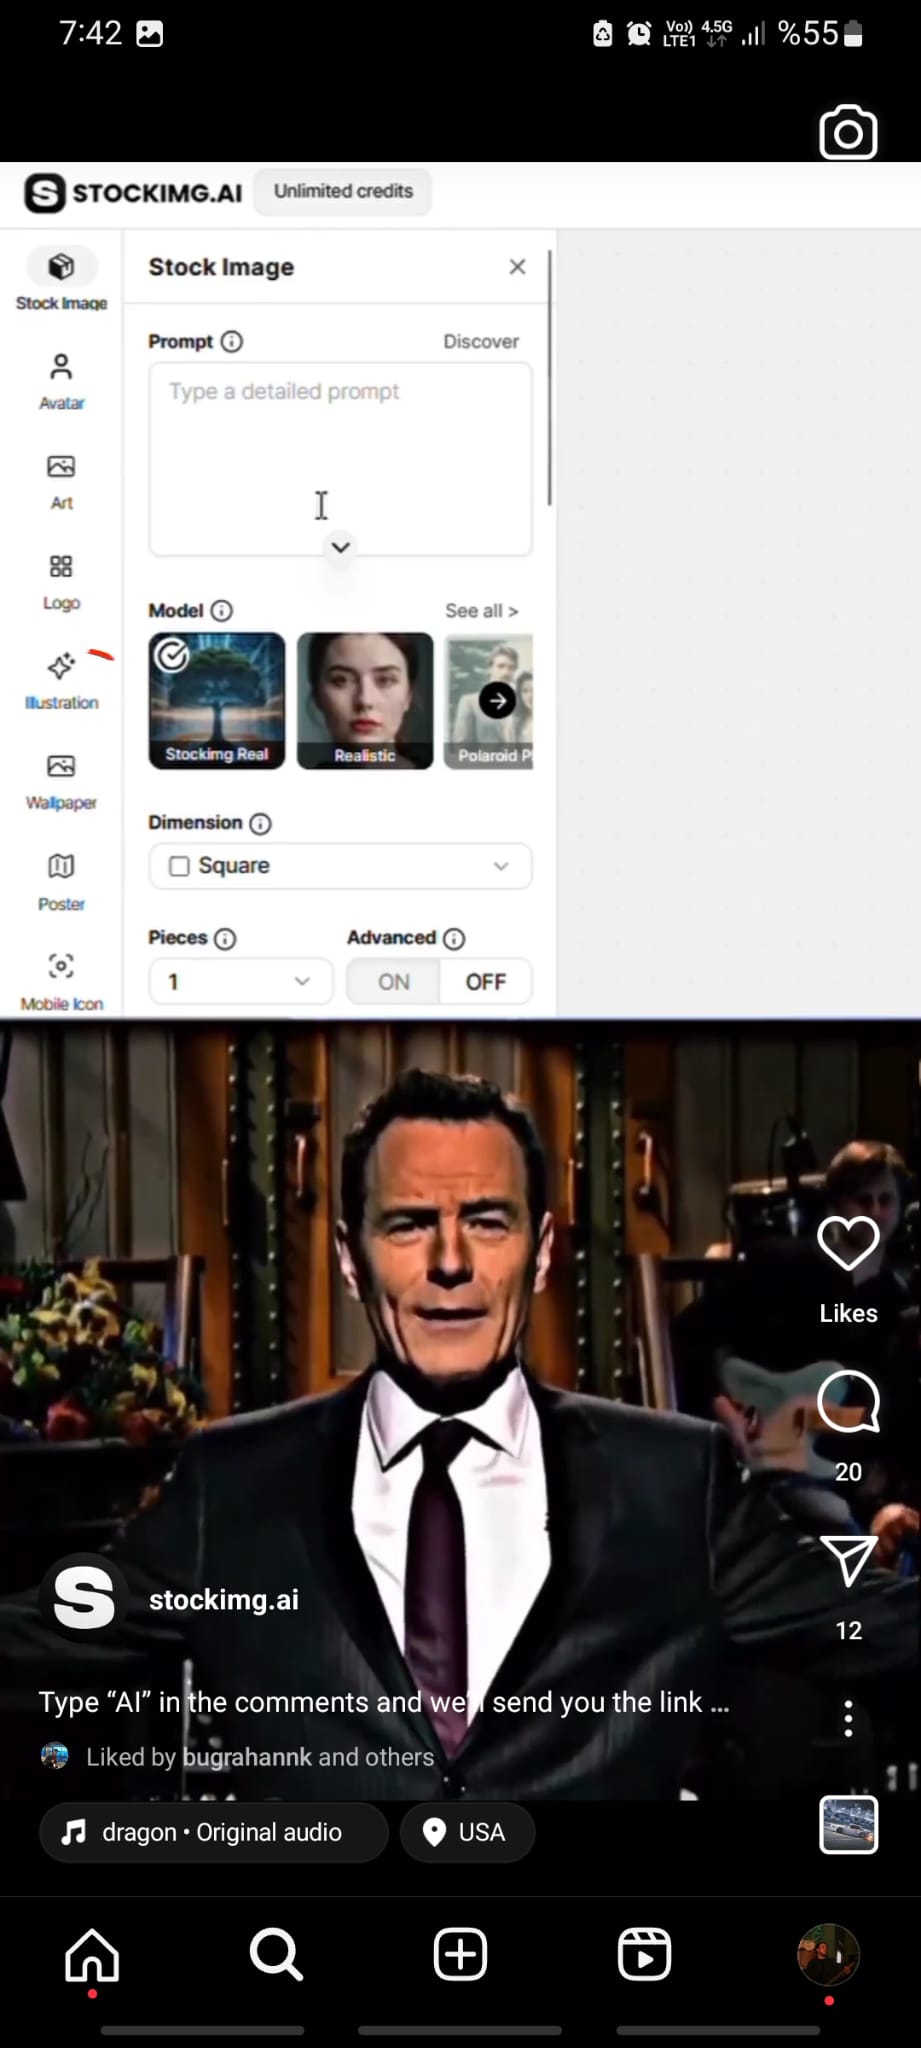 7:42
Vo)) LTE1 4.5G %55
STOCKIMG.AI Unlimited credits
Stock Image
Avatar
Art
Logo
Illustration
Wallpaper
Poster
Mobile Icon
Stock Image
Prompt Discover
Type a detailed prompt
Model See all >
Stockimg Real Realistic Polaroid P
Dimension
Square
Pieces Advanced
1 ON OFF
Likes
20
12
stockimg.ai
Type “AI” in the comments and we'll send you the link ...
Liked by bugrahannk and others
dragon • Original audio USA